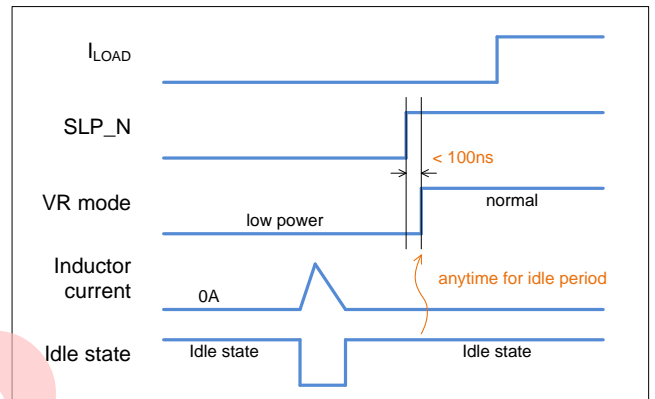 I_LOAD
SLP_N
< 100ns
VR mode
low power
normal
Inductor
current
0A
anytime for idle period
Idle state
Idle state
Idle state